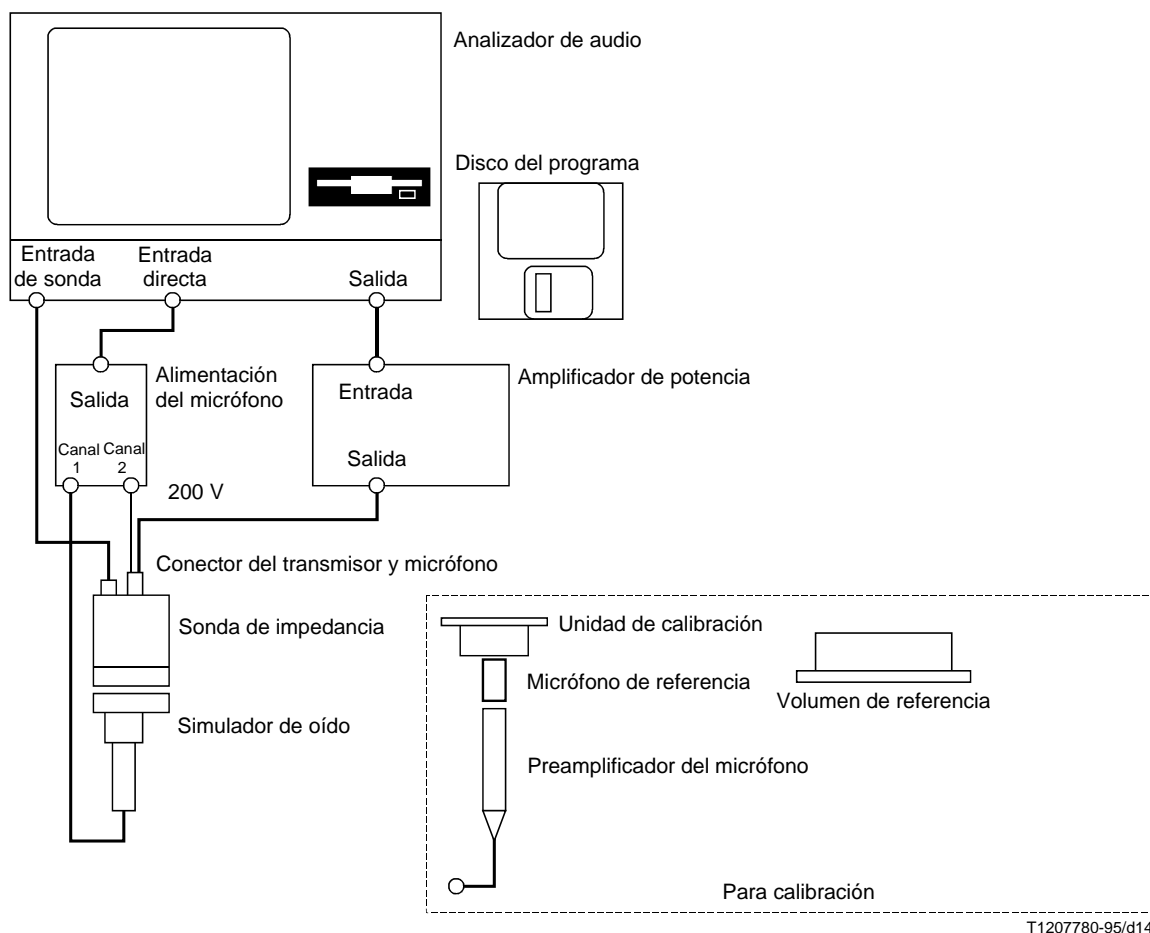 Analizador de audio
Disco del programa
Entrada
de sonda
Entrada
directa
Salida
Alimentación
del micrófono
Salida
Canal
1
Canal
2
Entrada
Salida
Amplificador de potencia
200 V
Conector del transmisor y micrófono
Sonda de impedancia
Simulador de oído
Unidad de calibración
Micrófono de referencia
Volumen de referencia
Preamplificador del micrófono
Para calibración
T1207780-95/d14